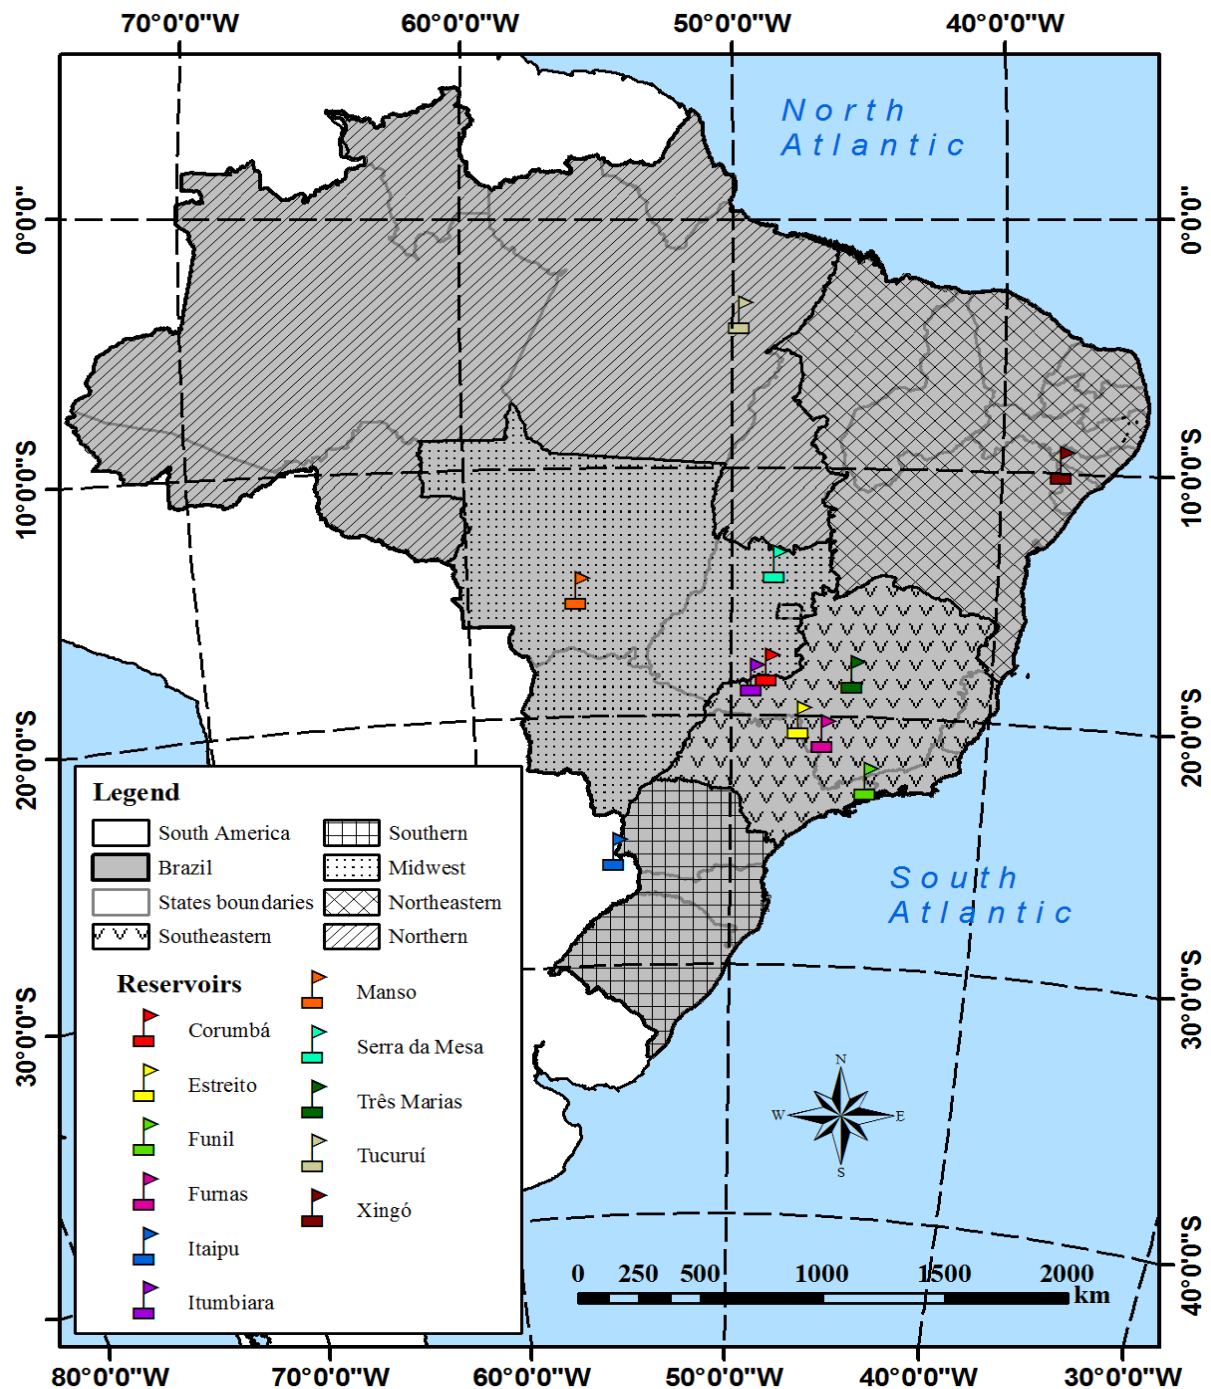 70°0'0"W 60°0'0"W 50°0'0"W 40°0'0"W
North
Atlantic
0°0'0" 0°0'0"
10°0'0"S 10°0'0"S
20°0'0"S 20°0'0"S
30°0'0"S 30°0'0"S
40°0'0"S
South
Atlantic
Legend
South America
Brazil
States boundaries
Southeastern
Southern
Midwest
Northeastern
Northern
Reservoirs
Corumbá
Estreito
Funil
Furnas
Itaipu
Itumbiara
Manso
Serra da Mesa
Três Marias
Tucuruí
Xingó
N
W E
S
0 250 500 1000 1500 2000
km
80°0'0"W 70°0'0"W 60°0'0"W 50°0'0"W 40°0'0"W 30°0'0"W